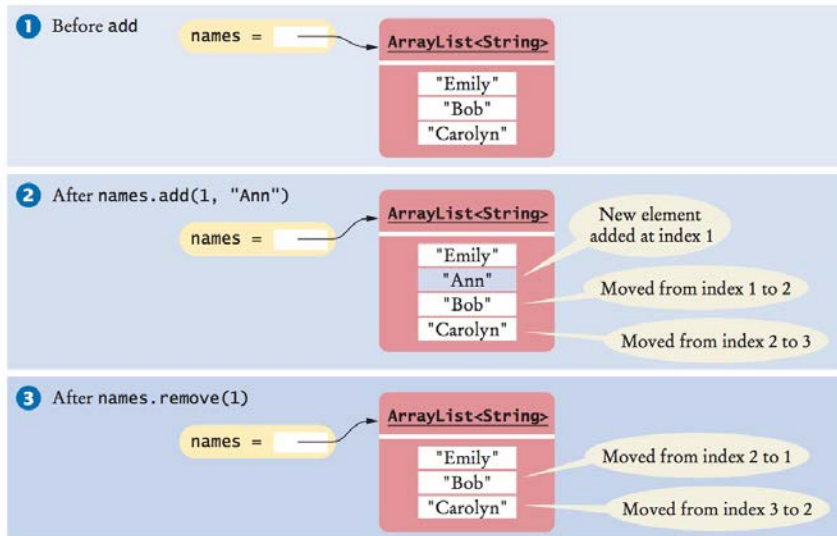 1 Before add
names =
ArrayList<String>
"Emily"
"Bob"
"Carolyn"
2 After names.add(1, "Ann")
names =
ArrayList<String>
"Emily"
"Ann"
"Bob"
"Carolyn"
New element
added at index 1
Moved from index 1 to 2
Moved from index 2 to 3
3 After names.remove(1)
names =
ArrayList<String>
"Emily"
"Bob"
"Carolyn"
Moved from index 2 to 1
Moved from index 3 to 2